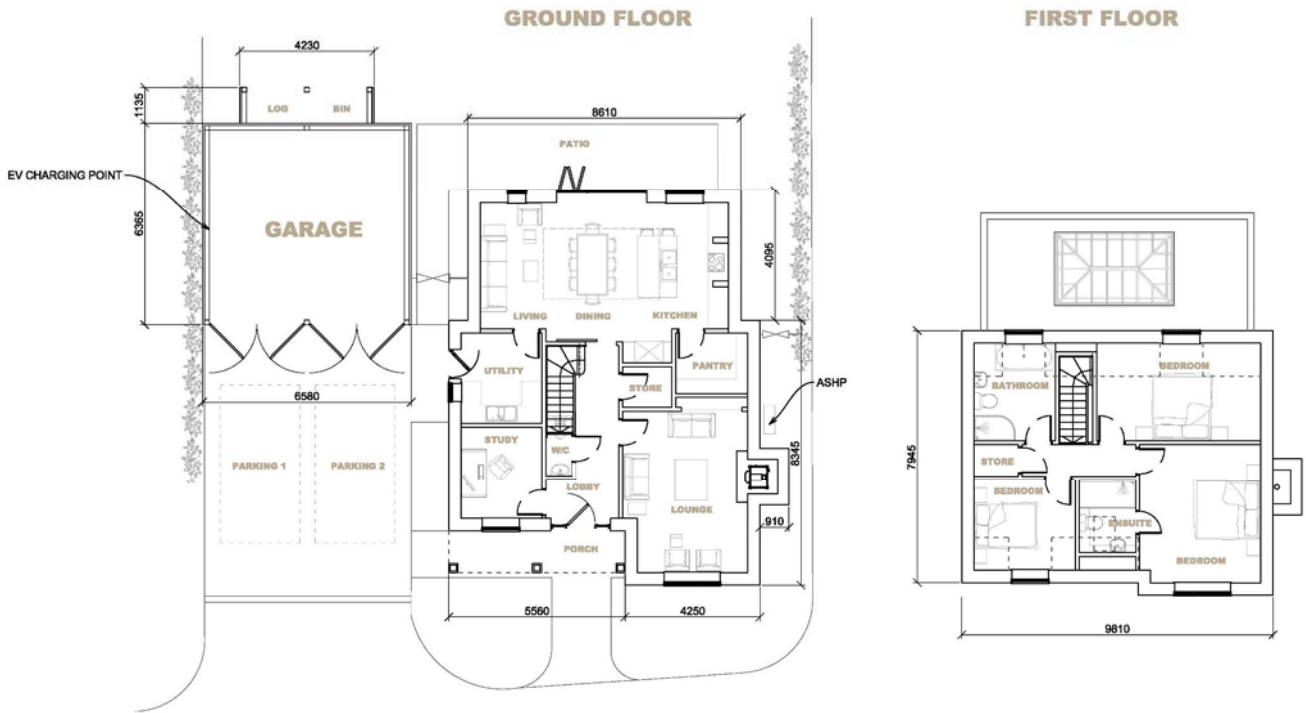 GROUND FLOOR
FIRST FLOOR
4230
1135
LOG
BIN
8610
PATIO
EV CHARGING POINT
6365
GARAGE
4095
LIVING
DINING
KITCHEN
UTILITY
PANTRY
STORE
ASHP
6580
STUDY
W/C
PARKING 1
PARKING 2
LOBBY
LOUNGE
8345
910
PORCH
5560
4250
BATHROOM
BEDROOM
7945
STORE
BEDROOM
ENSUITE
BEDROOM
9810